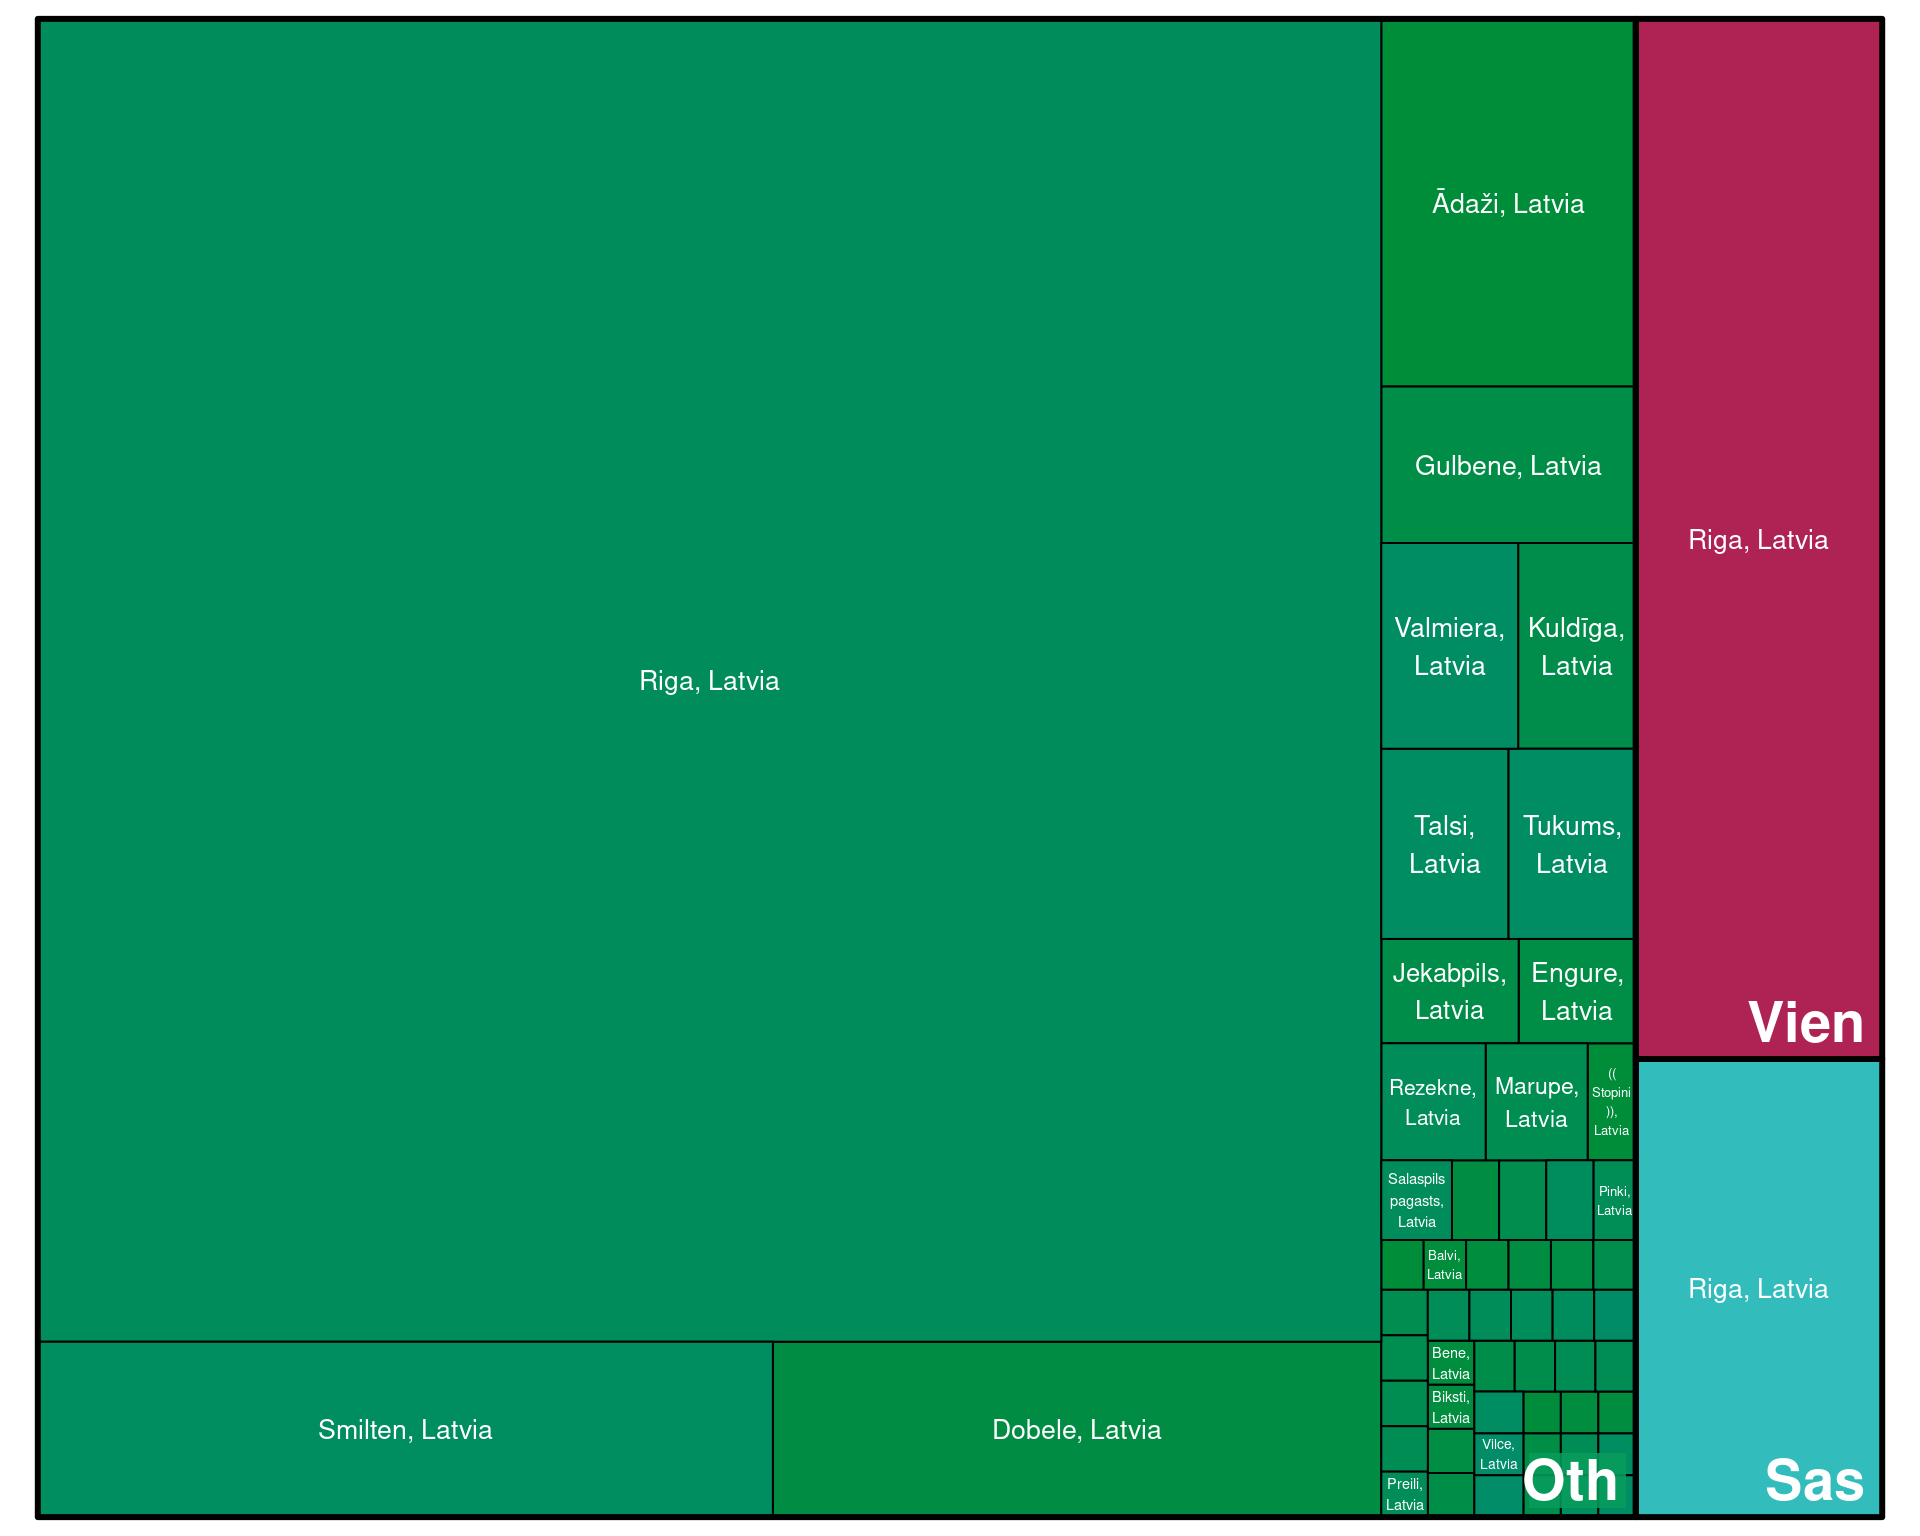 Riga, Latvia
Smilten, Latvia
Dobele, Latvia
Ādaži, Latvia
Gulbene, Latvia
Valmiera,
Latvia
Kuldīga,
Latvia
Talsi,
Latvia
Tukums,
Latvia
Jekabpils,
Latvia
Engure,
Latvia
Rezekne,
Latvia
Marupe,
Latvia
((
Stopini
)),
Latvia
Salaspils
pagasts,
Latvia
Pinki,
Latvia
Balvi,
Latvia
Bene,
Latvia
Biksti,
Latvia
Vilce,
Latvia
Preili,
Latvia
Oth
Riga, Latvia
Vien
Riga, Latvia
Sas